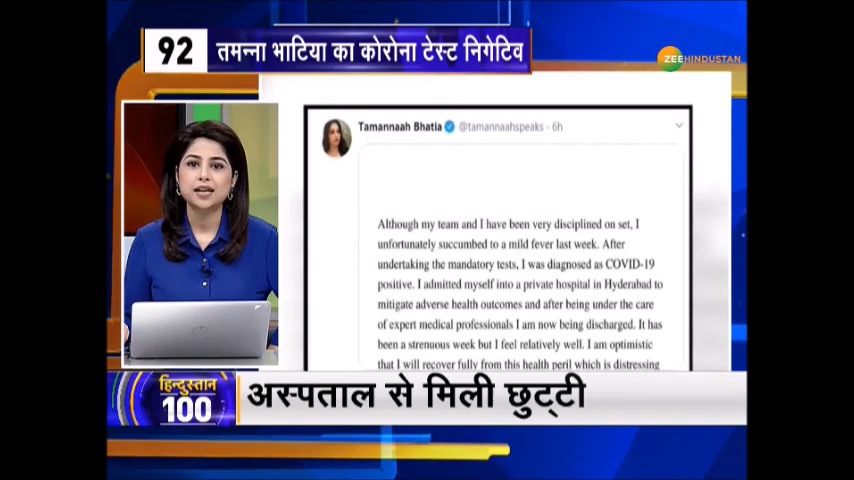 92
तमन्ना भाटिया का कोरोना टेस्ट निगेटिव
ZEE HINDUSTAN
Tamannaah Bhatia @tamannaahspeaks - 6h
Although my team and I have been very disciplined on set, I
unfortunately succumbed to a mild fever last week. After
undertaking the mandatory tests, I was diagnosed as COVID-19
positive. I admitted myself into a private hospital in Hyderabad to
mitigate adverse health outcomes and after being under the care
of expert medical professionals I am now being discharged. It has
been a strenuous week but I feel relatively well. I am optimistic
that I will recover fully from this health peril which is distressing
हिन्दुस्तान
100
अस्पताल से मिली छुट्टी